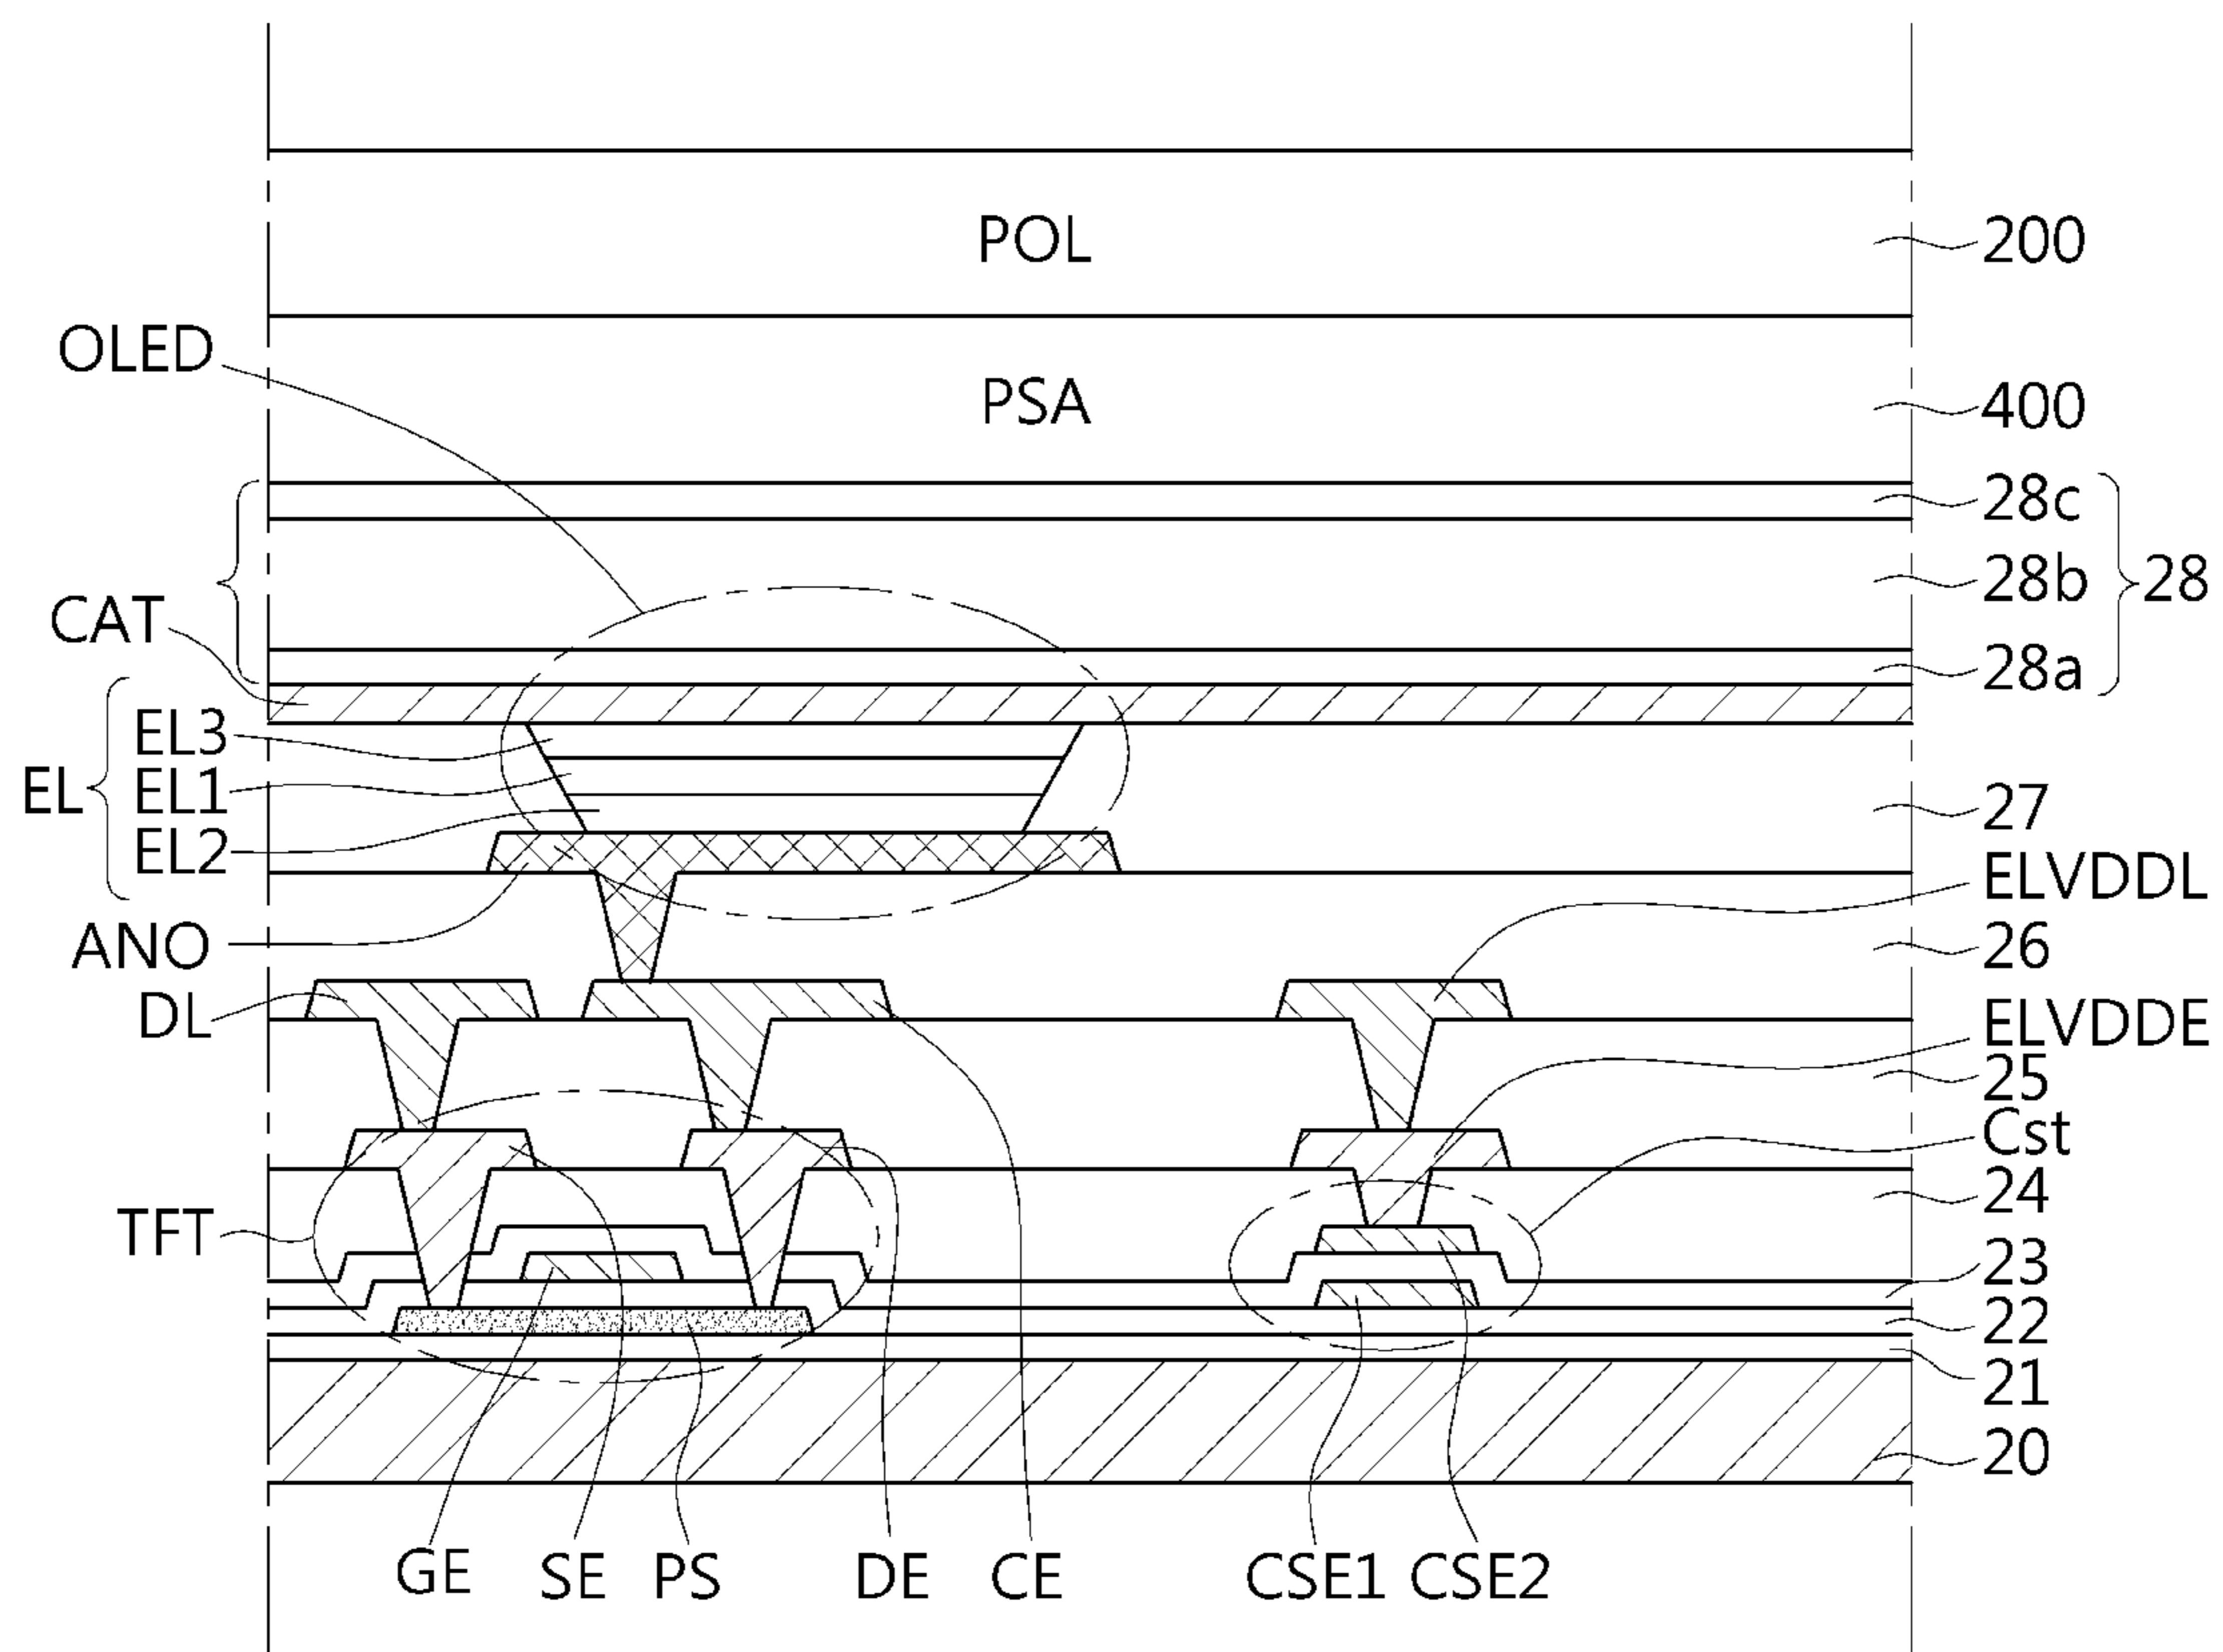 POL
200
OLED
PSA
400
28c
28b
28
CAT
28a
EL3
EL
EL1
27
EL2
ELVDDL
ANO
26
DL
ELVDDE
25
Cst
24
TFT
23
22
21
20
GE
SE
PS
DE
CE
CSE1
CSE2